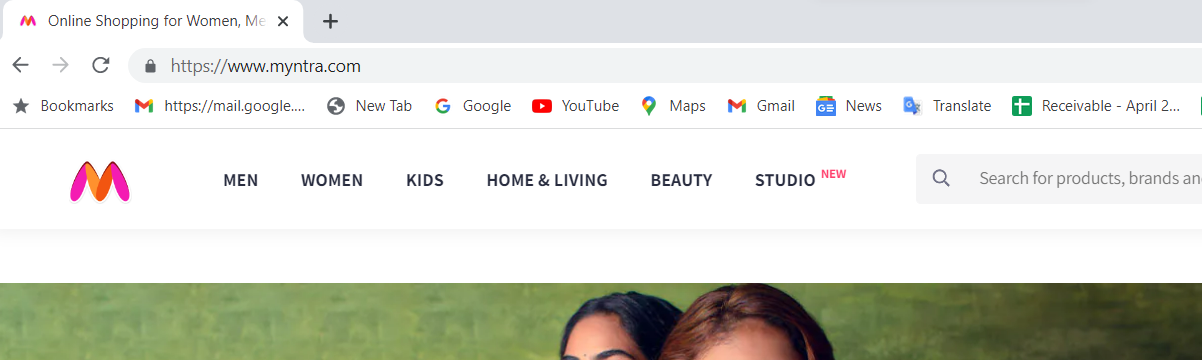 Online Shopping for Women, Me
https://www.myntra.com
Bookmarks https://mail.google.... New Tab Google YouTube Maps Gmail News Translate Receivable - April 2...
MEN WOMEN KIDS HOME & LIVING BEAUTY STUDIO NEW Search for products, brands an